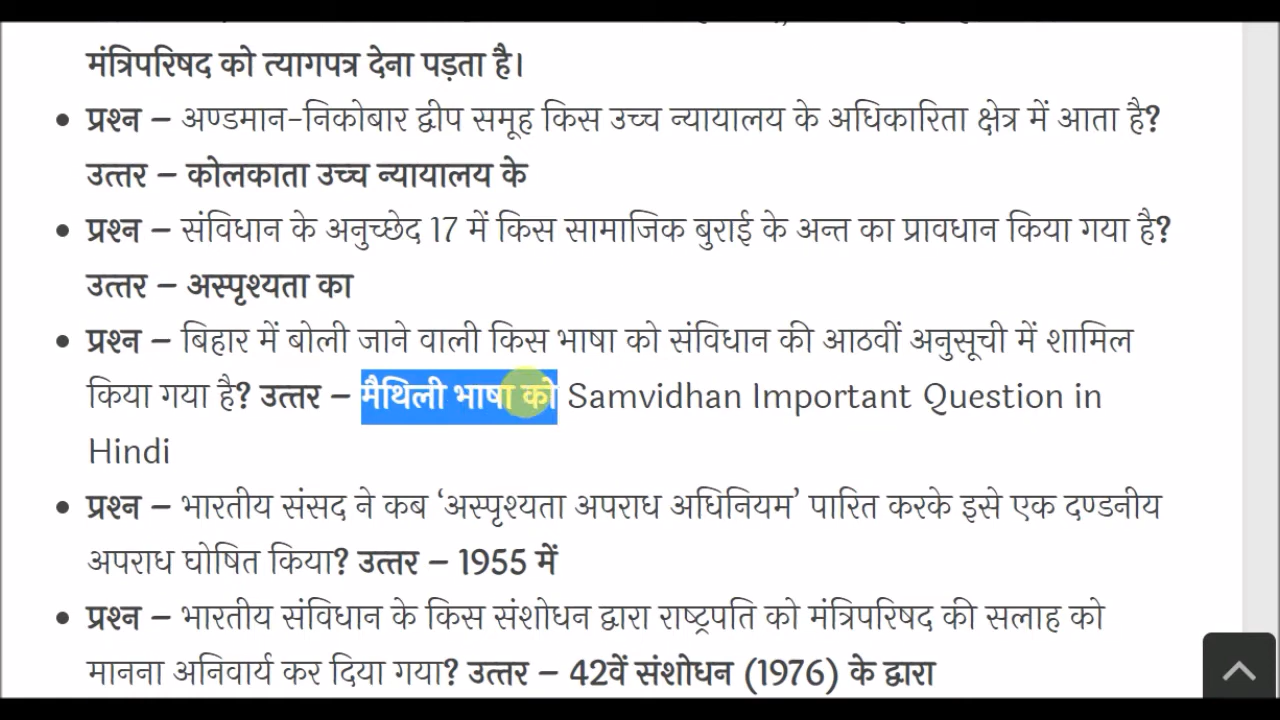 मंत्रिपरिषद को त्यागपत्र देना पड़ता है।
• प्रश्न – अण्डमान-निकोबार द्वीप समूह किस उच्च न्यायालय के अधिकारिता क्षेत्र में आता है?
उत्तर – कोलकाता उच्च न्यायालय के
• प्रश्न – संविधान के अनुच्छेद 17 में किस सामाजिक बुराई के अन्त का प्रावधान किया गया है?
उत्तर – अस्पृश्यता का
• प्रश्न – बिहार में बोली जाने वाली किस भाषा को संविधान की आठवीं अनुसूची में शामिल
किया गया है? उत्तर – मैथिली भाषा को Samvidhan Important Question in
Hindi
• प्रश्न – भारतीय संसद ने कब ‘अस्पृश्यता अपराध अधिनियम’ पारित करके इसे एक दण्डनीय
अपराध घोषित किया? उत्तर – 1955 में
• प्रश्न – भारतीय संविधान के किस संशोधन द्वारा राष्ट्रपति को मंत्रिपरिषद की सलाह को
मानना अनिवार्य कर दिया गया? उत्तर – 42वें संशोधन (1976) के द्वारा